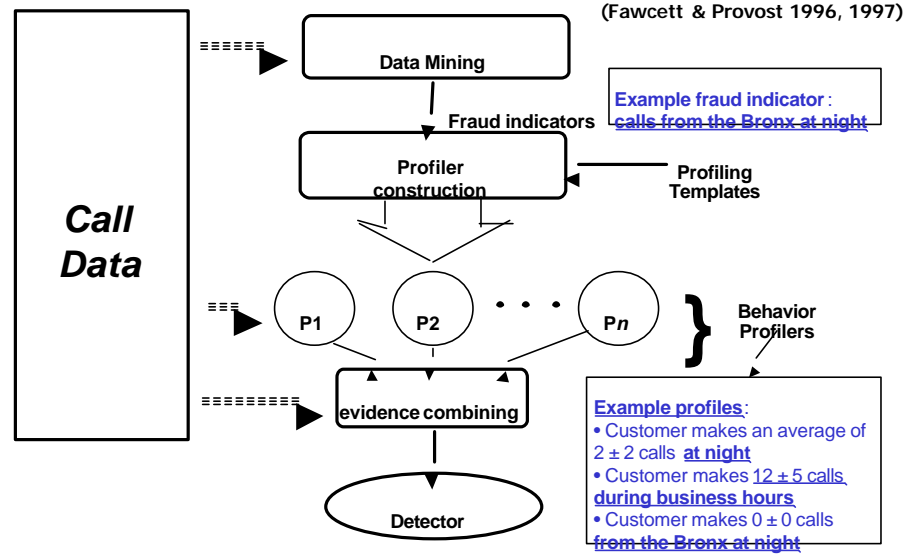 (Fawcett & Provost 1996, 1997)
Data Mining
Example fraud indicator :
calls from the Bronx at night
Fraud indicators
Profiler
construction
Profiling
Templates
Call
Data
P1
P2
• • •
Pn
}
Behavior
Profilers
evidence combining
Example profiles:
• Customer makes an average of
2 ± 2 calls at night
• Customer makes 12 ± 5 calls
during business hours
• Customer makes 0 ± 0 calls
from the Bronx at night
Detector